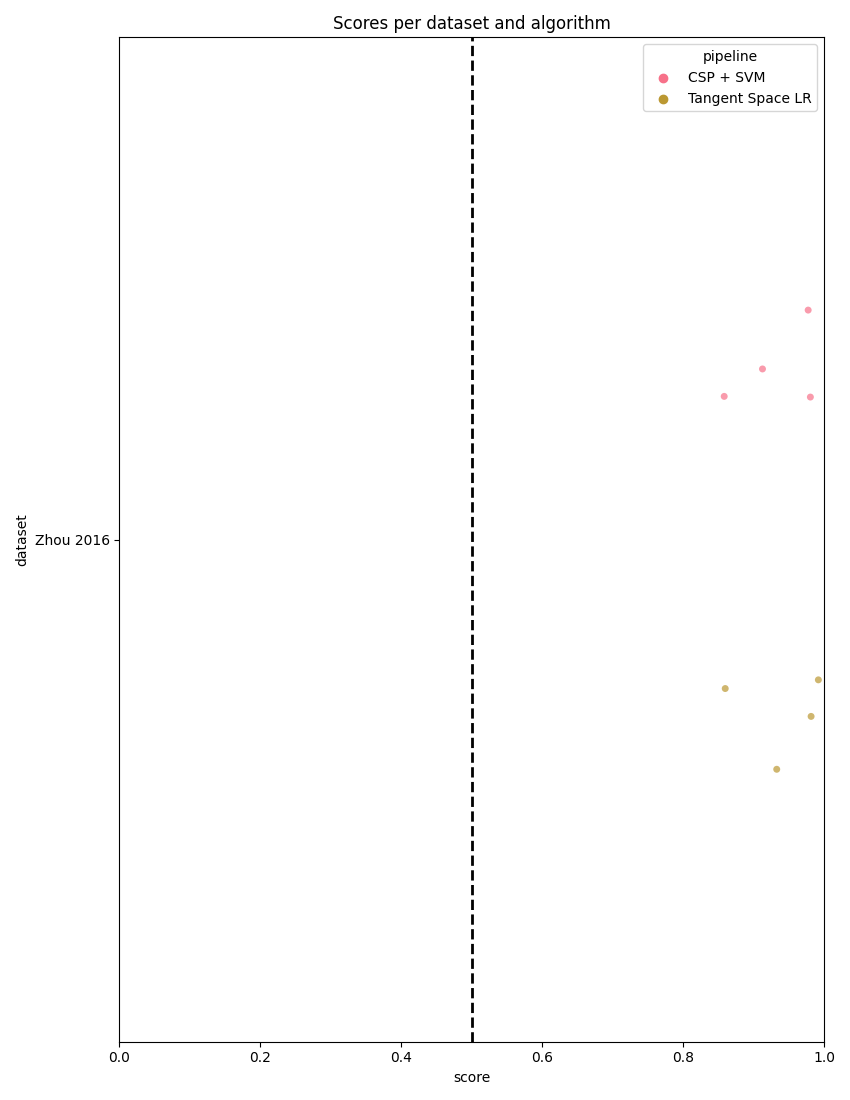 Scores per dataset and algorithm
pipeline
CSP + SVM
Tangent Space LR
dataset
Zhou 2016
0.0
0.2
0.4
0.6
0.8
1.0
score